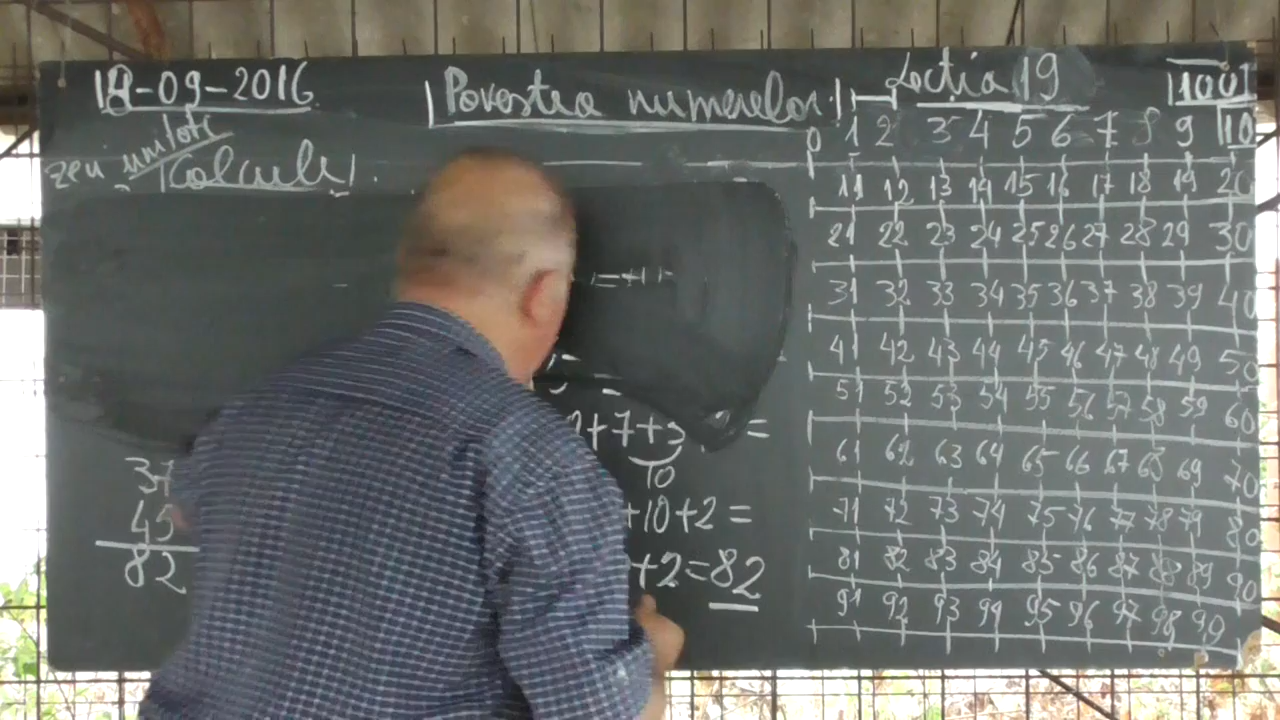 18-09-2016 Povestea numerelor Lecția 19 100
0 1 2 3 4 5 6 7 8 9 10
zeci unități
Calcule
11 12 13 14 15 16 17 18 19 20
21 22 23 24 25 26 27 28 29 30
31 32 33 34 35 36 37 38 39 40
41 42 43 44 45 46 47 48 49 50
51 52 53 54 55 56 57 58 59 60
2+7+3 2 =
61 62 63 64 65 66 67 68 69 70
10
37
45
82
+10+2=
71 72 73 74 75 76 77 78 79 80
+2=82
81 82 83 84 85 86 87 88 89 90
91 92 93 94 95 96 97 98 99